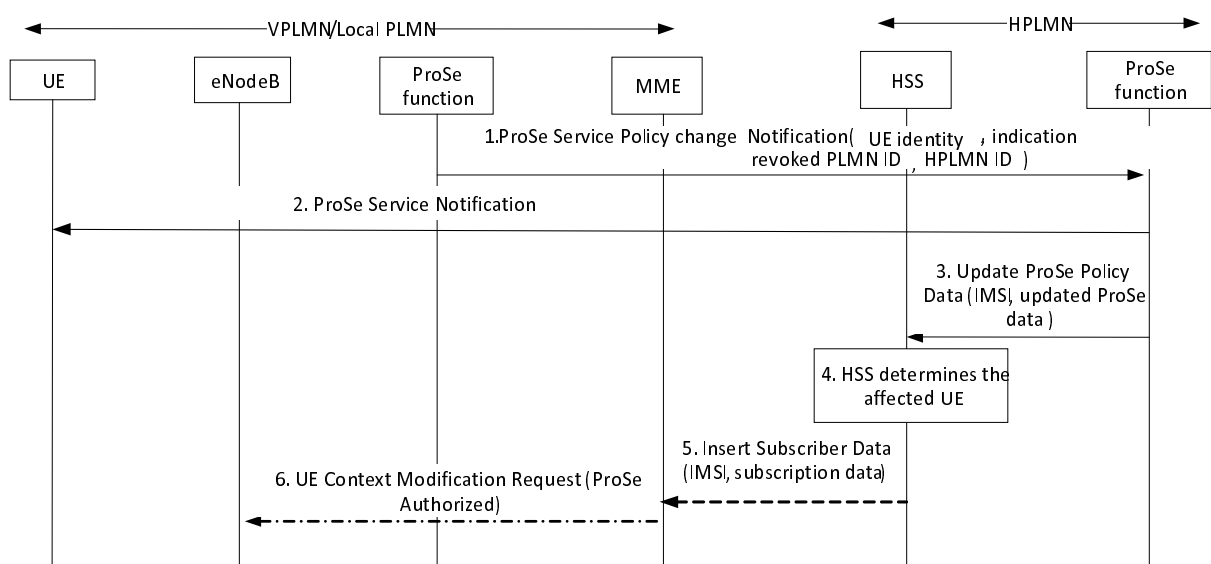 VPLMN/Local PLMN
HPLMN
UE
eNodeB
ProSe
function
MME
HSS
ProSe
function
1.ProSe Service Policy change Notification( UE identity , indication
revoked PLMN ID , HPLMN ID )
2. ProSe Service Notification
3. Update ProSe Policy
Data (IMSI, updated ProSe
data )
4. HSS determines the
affected UE
5. Insert Subscriber Data
(IMSI, subscription data)
6. UE Context Modification Request (ProSe
Authorized)